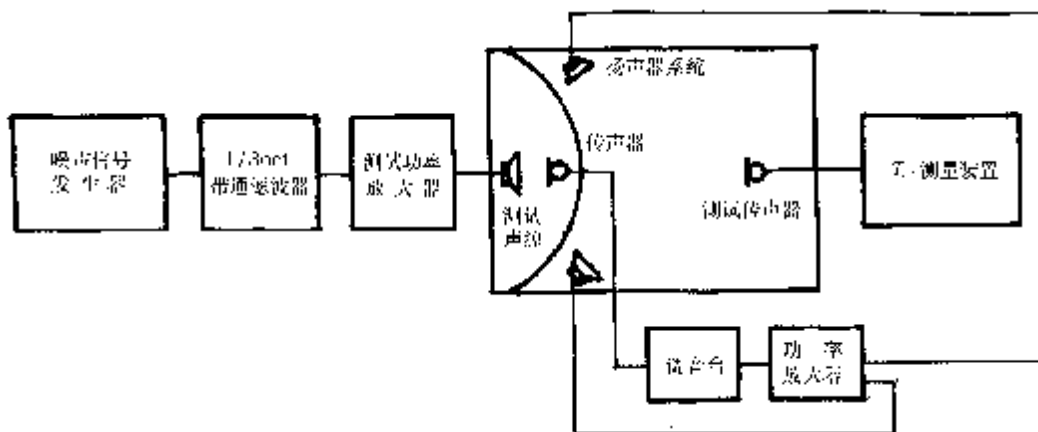 扬声器系统
噪声信号
发生器
1/3oct
带通滤波器
测试功率
放大器
传声器
测试
声源
测试传声器
测量装置
调音台
功率
放大器